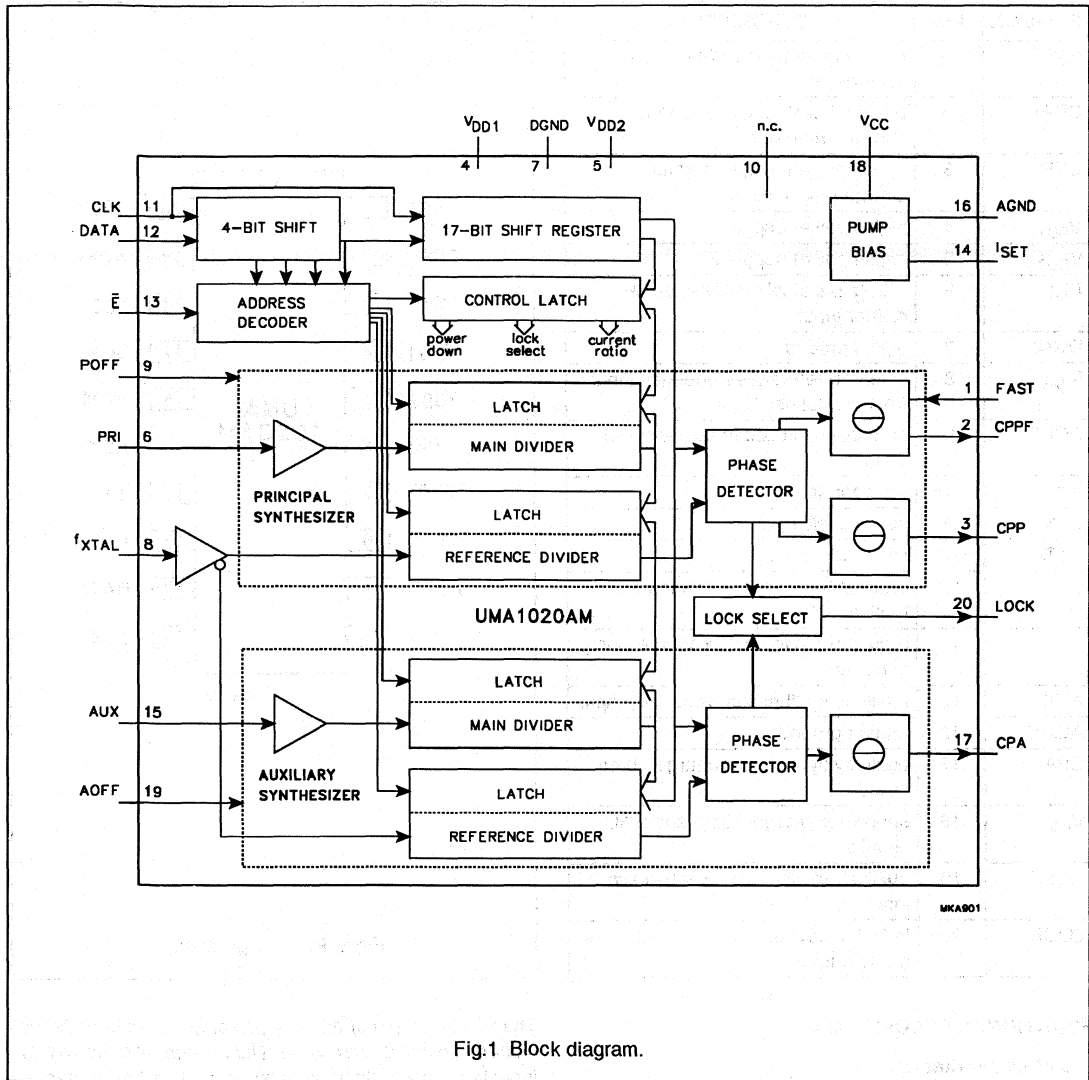 VDD1 DGND VDD2 n.c. VCC
4 7 5 10 18
CLK 11
DATA 12
4-BIT SHIFT
17-BIT SHIFT REGISTER
PUMP BIAS
16 AGND
14 ISET
E̅ 13
ADDRESS DECODER
CONTROL LATCH
power down
lock select
current ratio
POFF 9
LATCH
1 FAST
2 CPPF
PRI 6
MAIN DIVIDER
PHASE DETECTOR
PRINCIPAL SYNTHESIZER
LATCH
fXTAL 8
REFERENCE DIVIDER
3 CPP
UMA1020AM
LOCK SELECT
20 LOCK
LATCH
AUX 15
MAIN DIVIDER
PHASE DETECTOR
17 CPA
AUXILIARY SYNTHESIZER
AOFF 19
LATCH
REFERENCE DIVIDER
MKA901
Fig.1 Block diagram.